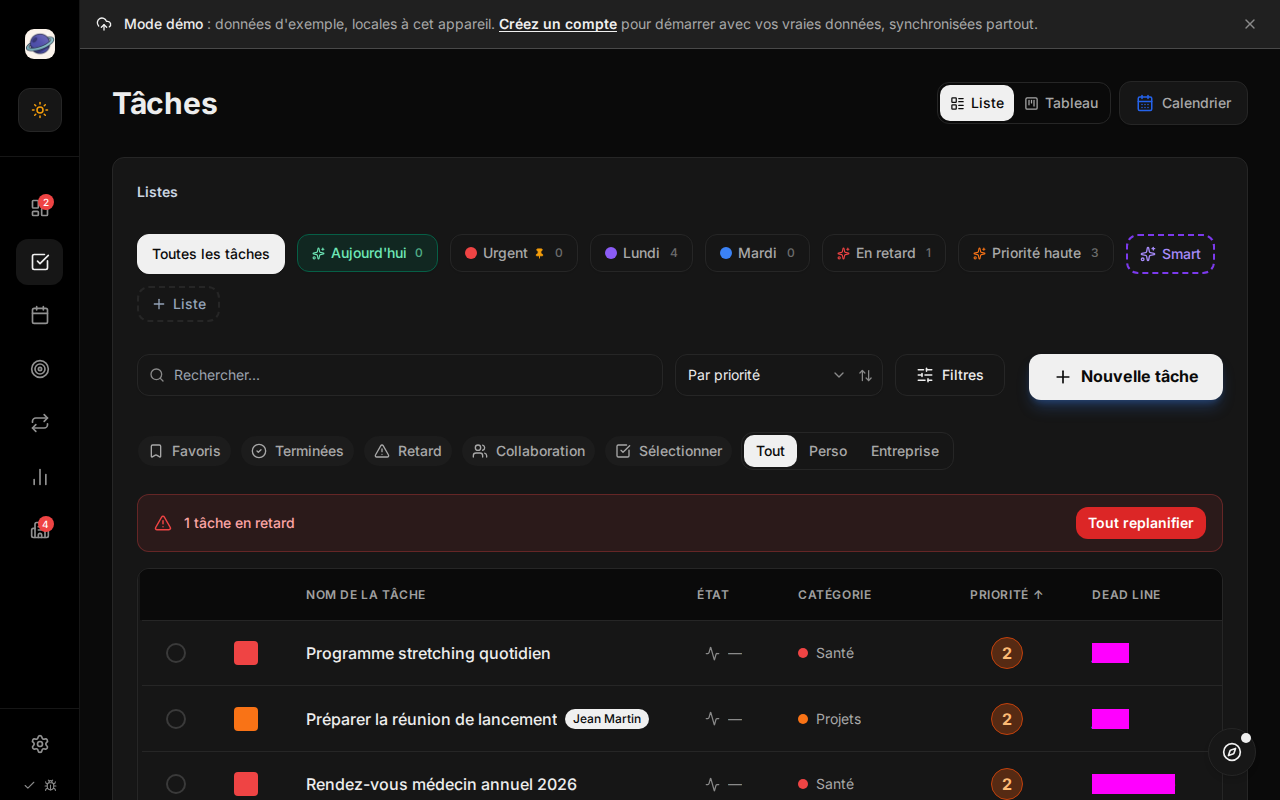 Mode démo : données d'exemple, locales à cet appareil. Créez un compte pour démarrer avec vos vraies données, synchronisées partout.
Tâches
Liste
Tableau
Calendrier
2
4
Listes
Toutes les tâches
Aujourd'hui 0
Urgent 0
Lundi 4
Mardi 0
En retard 1
Priorité haute 3
Smart
Liste
Rechercher...
Par priorité
Filtres
Nouvelle tâche
Favoris
Terminées
Retard
Collaboration
Sélectionner
Tout
Perso
Entreprise
1 tâche en retard
Tout replanifier
NOM DE LA TÂCHE ÉTAT CATÉGORIE PRIORITÉ ↑ DEAD LINE
Programme stretching quotidien — Santé 2
Préparer la réunion de lancement Jean Martin — Projets 2
Rendez-vous médecin annuel 2026 — Santé 2